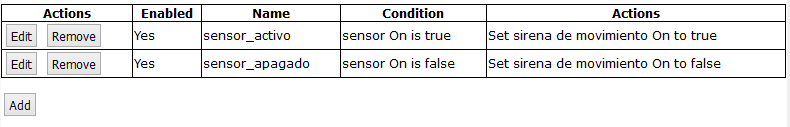 Actions Enabled Name Condition Actions
Edit Remove Yes sensor_activo sensor On is true Set sirena de movimiento On to true
Edit Remove Yes sensor_apagado sensor On is false Set sirena de movimiento On to false
Add